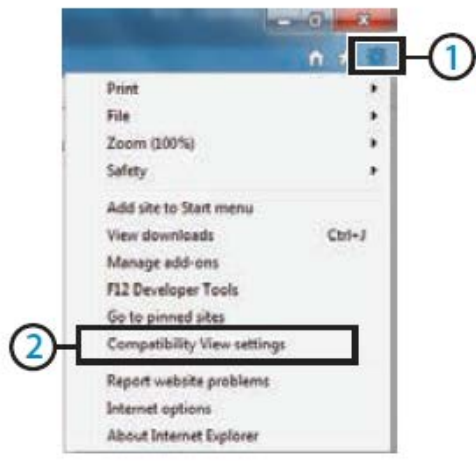 1
Print
File
Zoom (100%)
Safety
Add site to Start menu
View downloads Ctrl+J
Manage add-ons
F12 Developer Tools
Go to pinned sites
2
Compatibility View settings
Report website problems
Internet options
About Internet Explorer